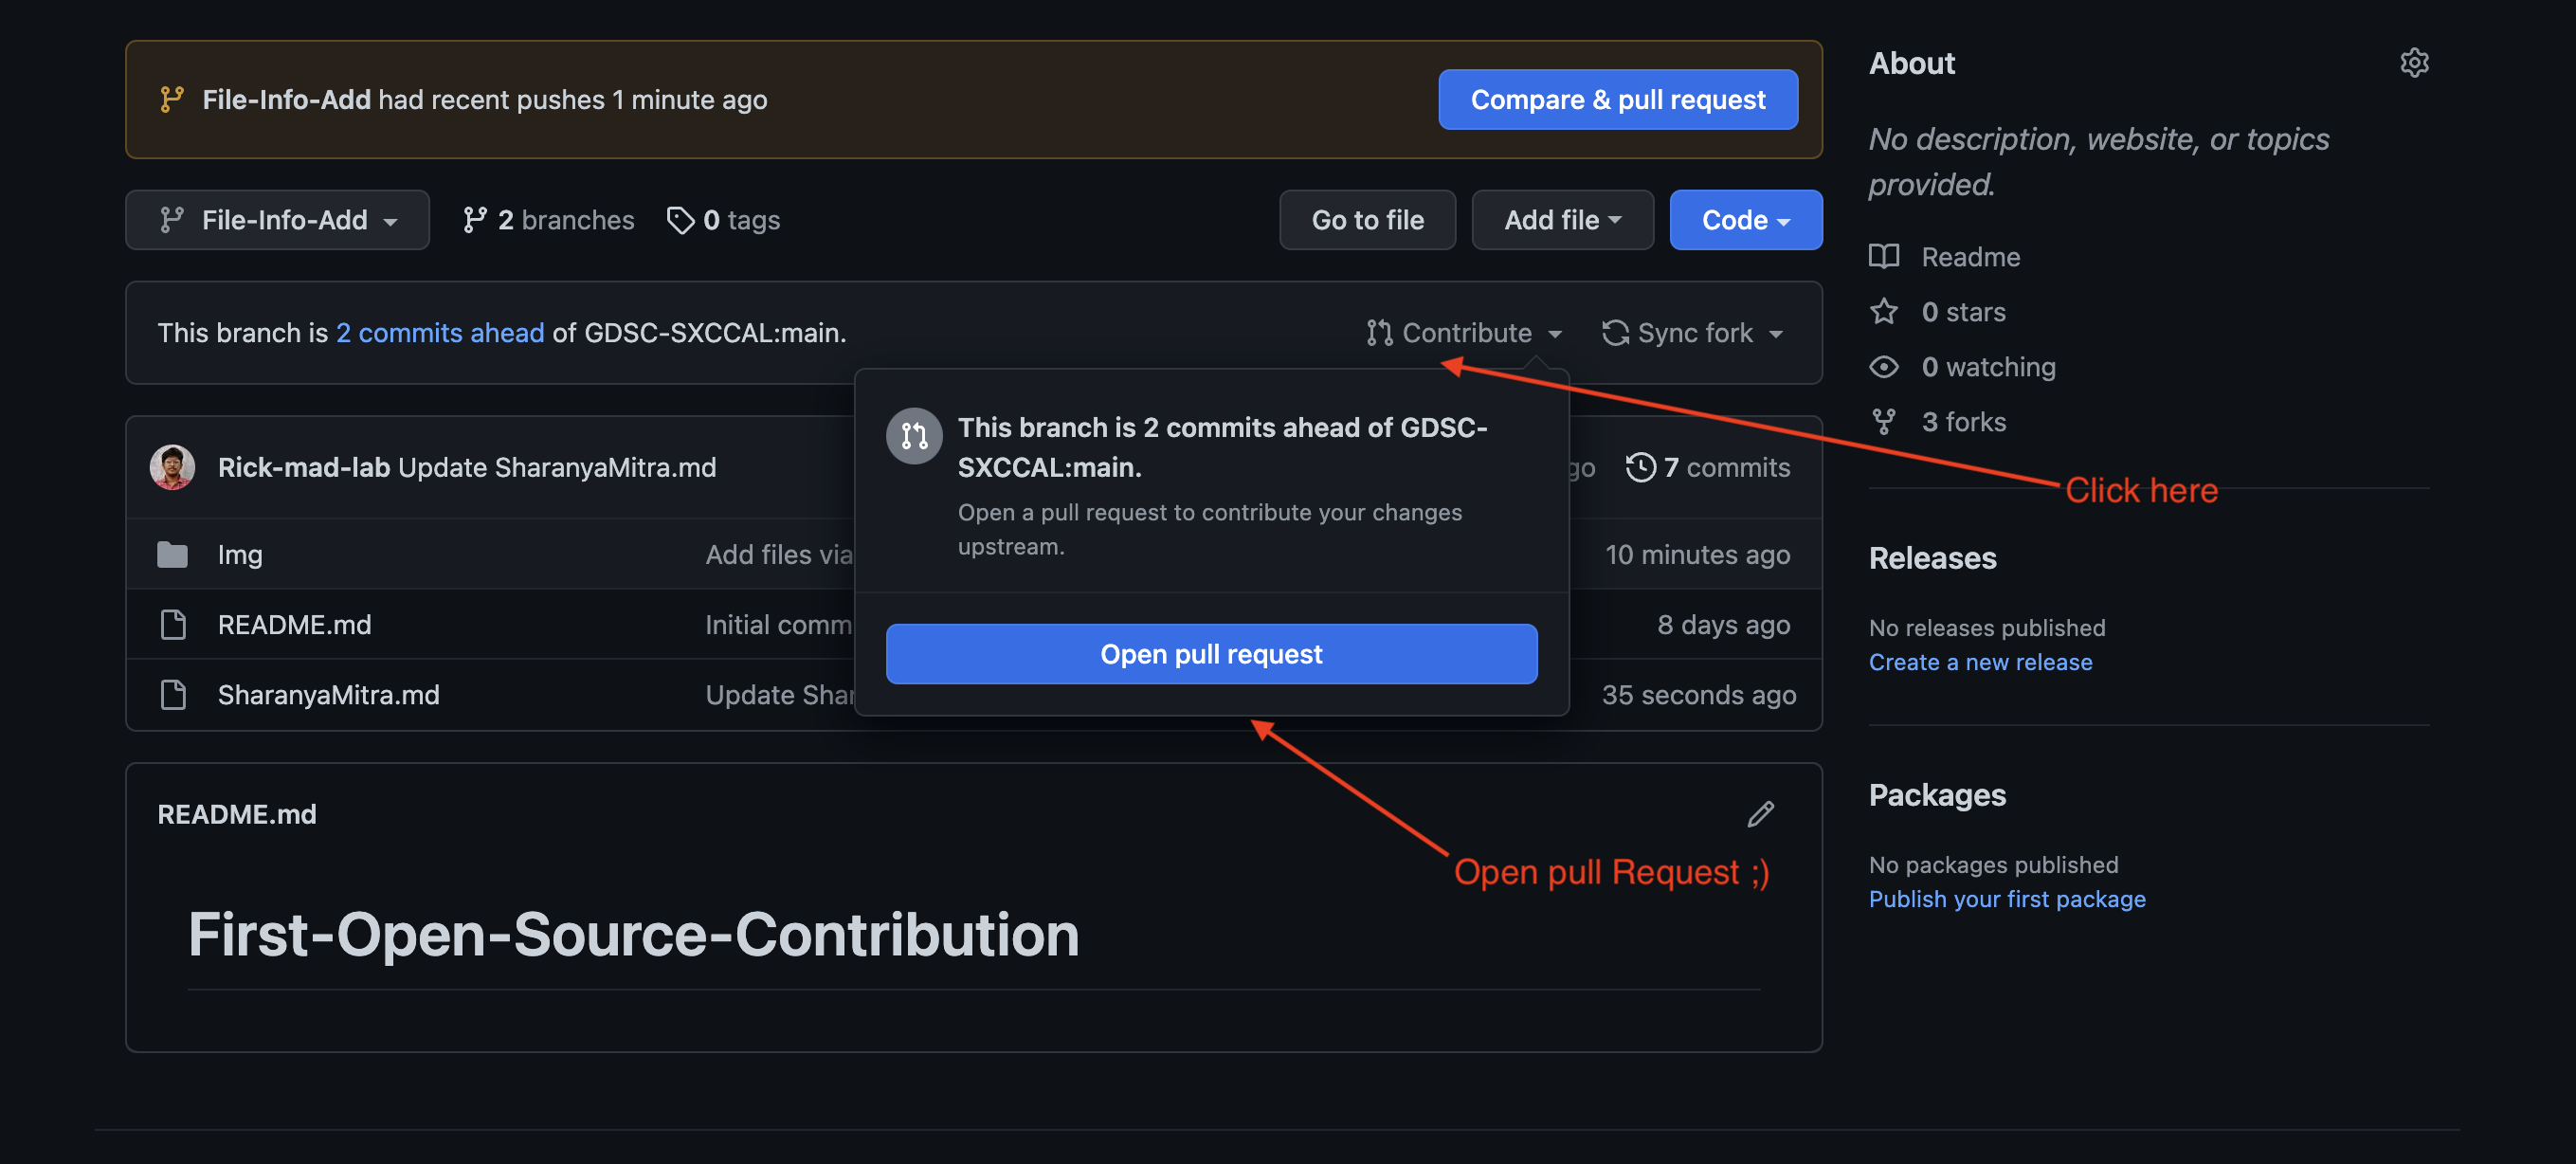 File-Info-Add had recent pushes 1 minute ago
Compare & pull request
File-Info-Add
2 branches
0 tags
Go to file
Add file
Code
This branch is 2 commits ahead of GDSC-SXCCAL:main.
Contribute
Sync fork
This branch is 2 commits ahead of GDSC-
SXCCAL:main.
Open a pull request to contribute your changes
upstream.
Open pull request
Rick-mad-lab Update SharanyaMitra.md
go
7 commits
Img
Add files via
10 minutes ago
README.md
Initial comm
8 days ago
SharanyaMitra.md
Update Shar
35 seconds ago
Open pull Request ;)
README.md
First-Open-Source-Contribution
About
No description, website, or topics
provided.
Readme
0 stars
0 watching
3 forks
Click here
Releases
No releases published
Create a new release
Packages
No packages published
Publish your first package